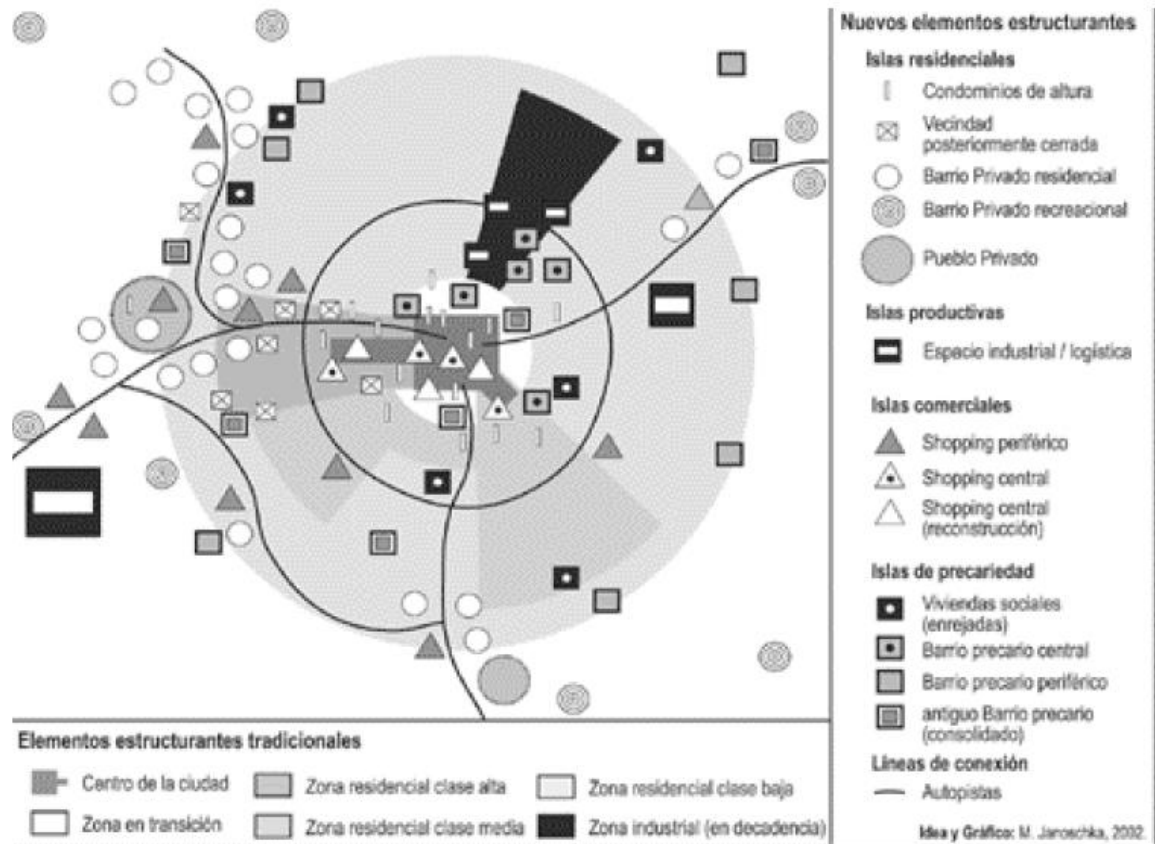 Nuevos elementos estructurantes
Islas residenciales
Condominios de altura
Vecindad
posteriormente cerrada
Barrio Privado residencial
Barrio Privado recreacional
Pueblo Privado
Islas productivas
Espacio industrial / logística
Islas comerciales
Shopping periférico
Shopping central
Shopping central
(reconstrucción)
Islas de precariedad
Viviendas sociales
(enrejadas)
Barrio precario central
Barrio precario periférico
antiguo Barrio precario
(consolidado)
Líneas de conexión
Autopistas
Idea y Gráfico: M. Janoschka, 2002.
Elementos estructurantes tradicionales
Centro de la ciudad
Zona residencial clase alta
Zona residencial clase baja
Zona en transición
Zona residencial clase media
Zona industrial (en decadencia)